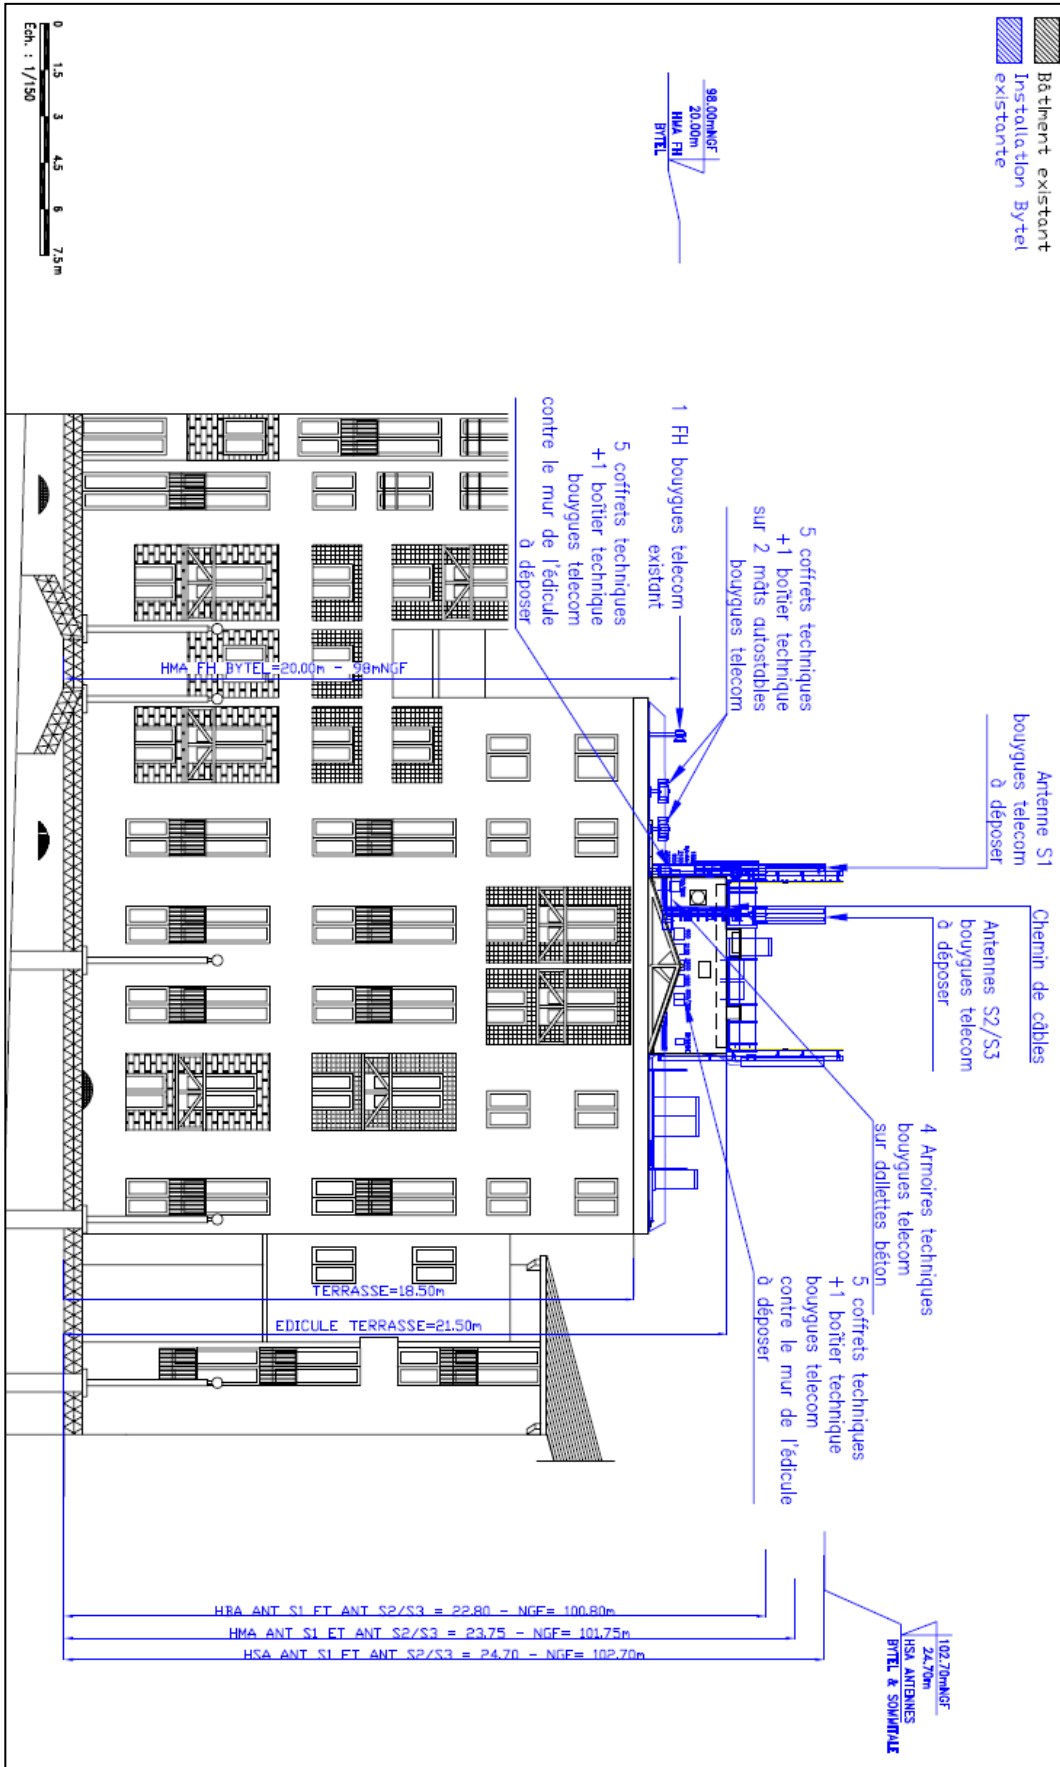 Bâtiment existant
Installation Bytel
existante
0 1.5 3 4.5 6 7.5m
Ech. : 1/150
98.00mNGF
20.00m
HMA FH
BYTEL
1 FH bouygues telecom
existant
5 coffrets techniques
+1 boîtier technique
bouygues telecom
contre le mur de l'édicule
à déposer
5 coffrets techniques
+1 boîtier technique
sur 2 mâts autostables
bouygues telecom
Antenne S1
bouygues telecom
à déposer
Chemin de câbles
Antennes S2/S3
bouygues telecom
à déposer
4 Armoires techniques
bouygues telecom
sur dallettes béton
5 coffrets techniques
+1 boîtier technique
bouygues telecom
contre le mur de l'édicule
à déposer
102.70mNGF
24.70m
HSA ANTENNES
BYTEL & SOMMITALE
HMA FH BYTEL=20.00m - 98mNGF
TERRASSE=18.50m
EDICULE TERRASSE=21.50m
HBA ANT S1 ET ANT S2/S3 = 22.80 - NGF= 100.80m
HMA ANT S1 ET ANT S2/S3 = 23.75 - NGF= 101.75m
HSA ANT S1 ET ANT S2/S3 = 24.70 - NGF= 102.70m